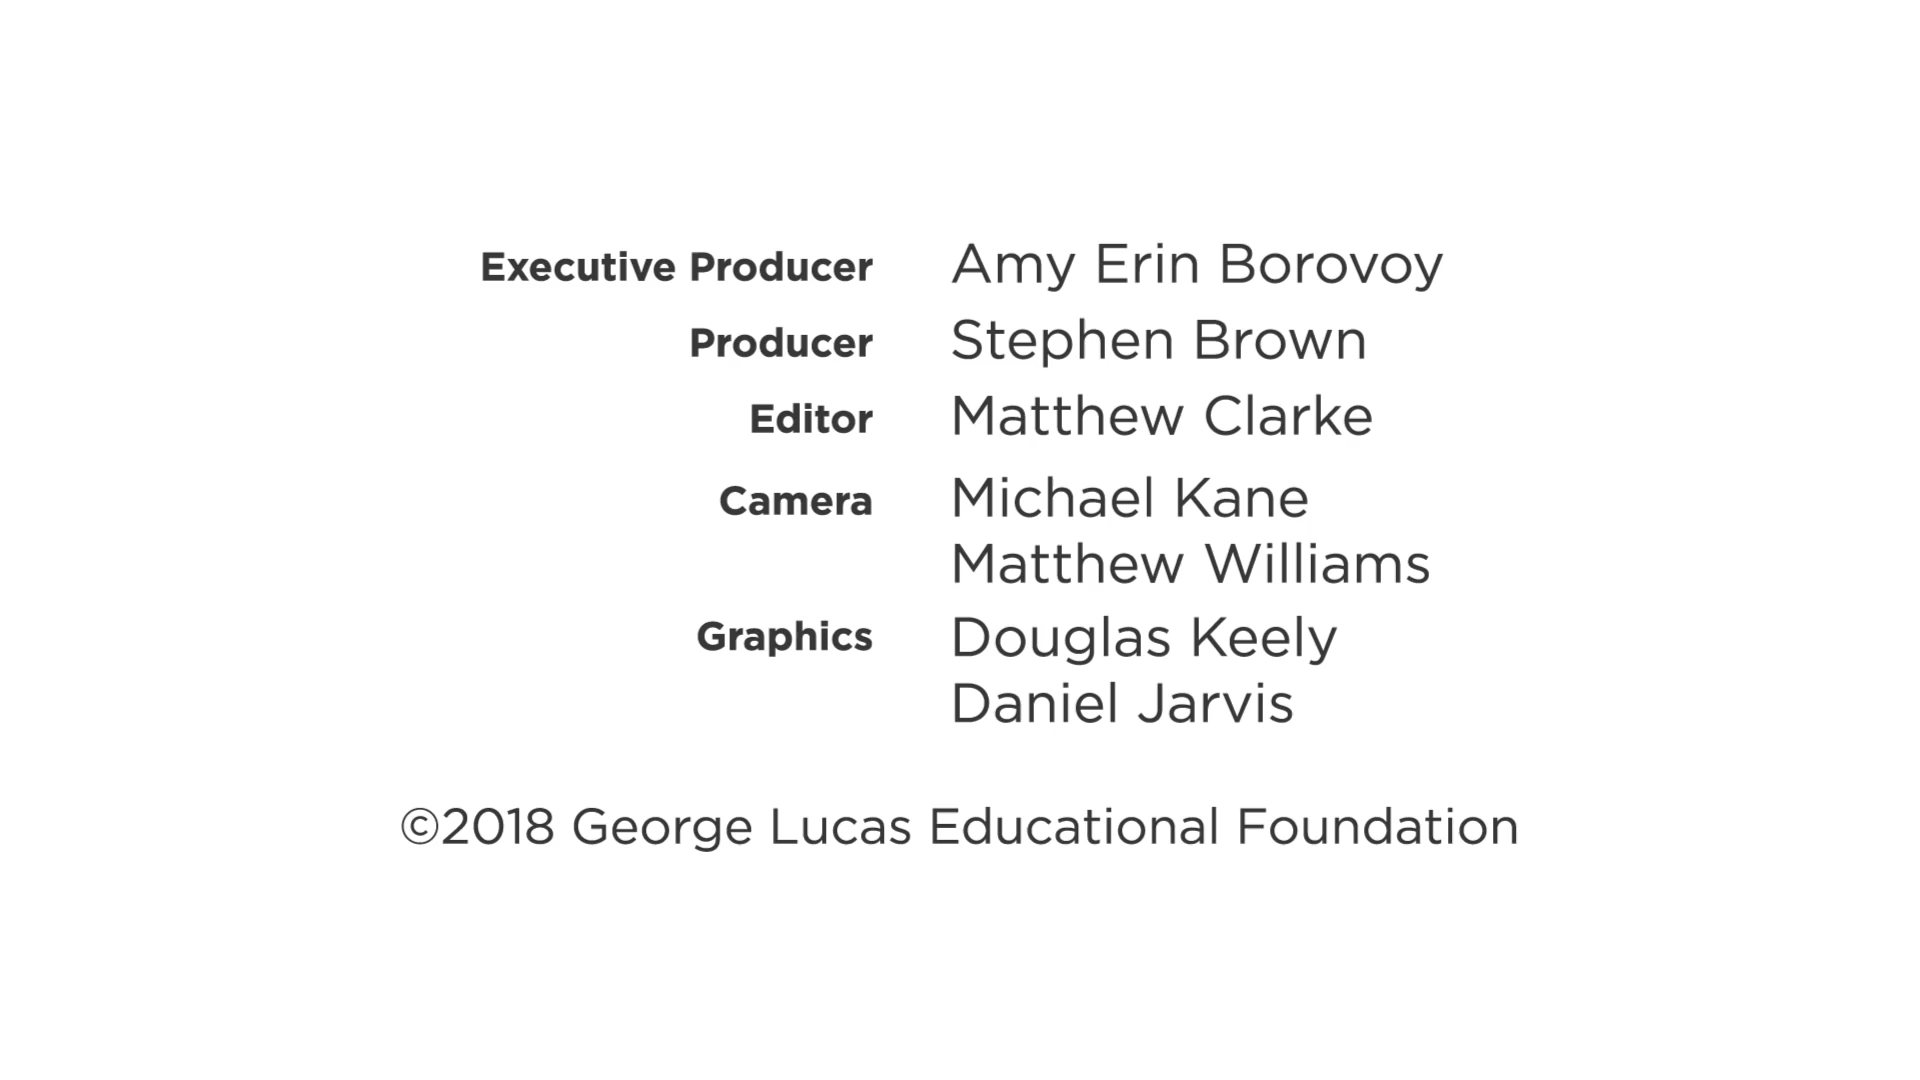 Executive Producer Amy Erin Borovoy
Producer Stephen Brown
Editor Matthew Clarke
Camera Michael Kane
Matthew Williams
Graphics Douglas Keely
Daniel Jarvis
©2018 George Lucas Educational Foundation